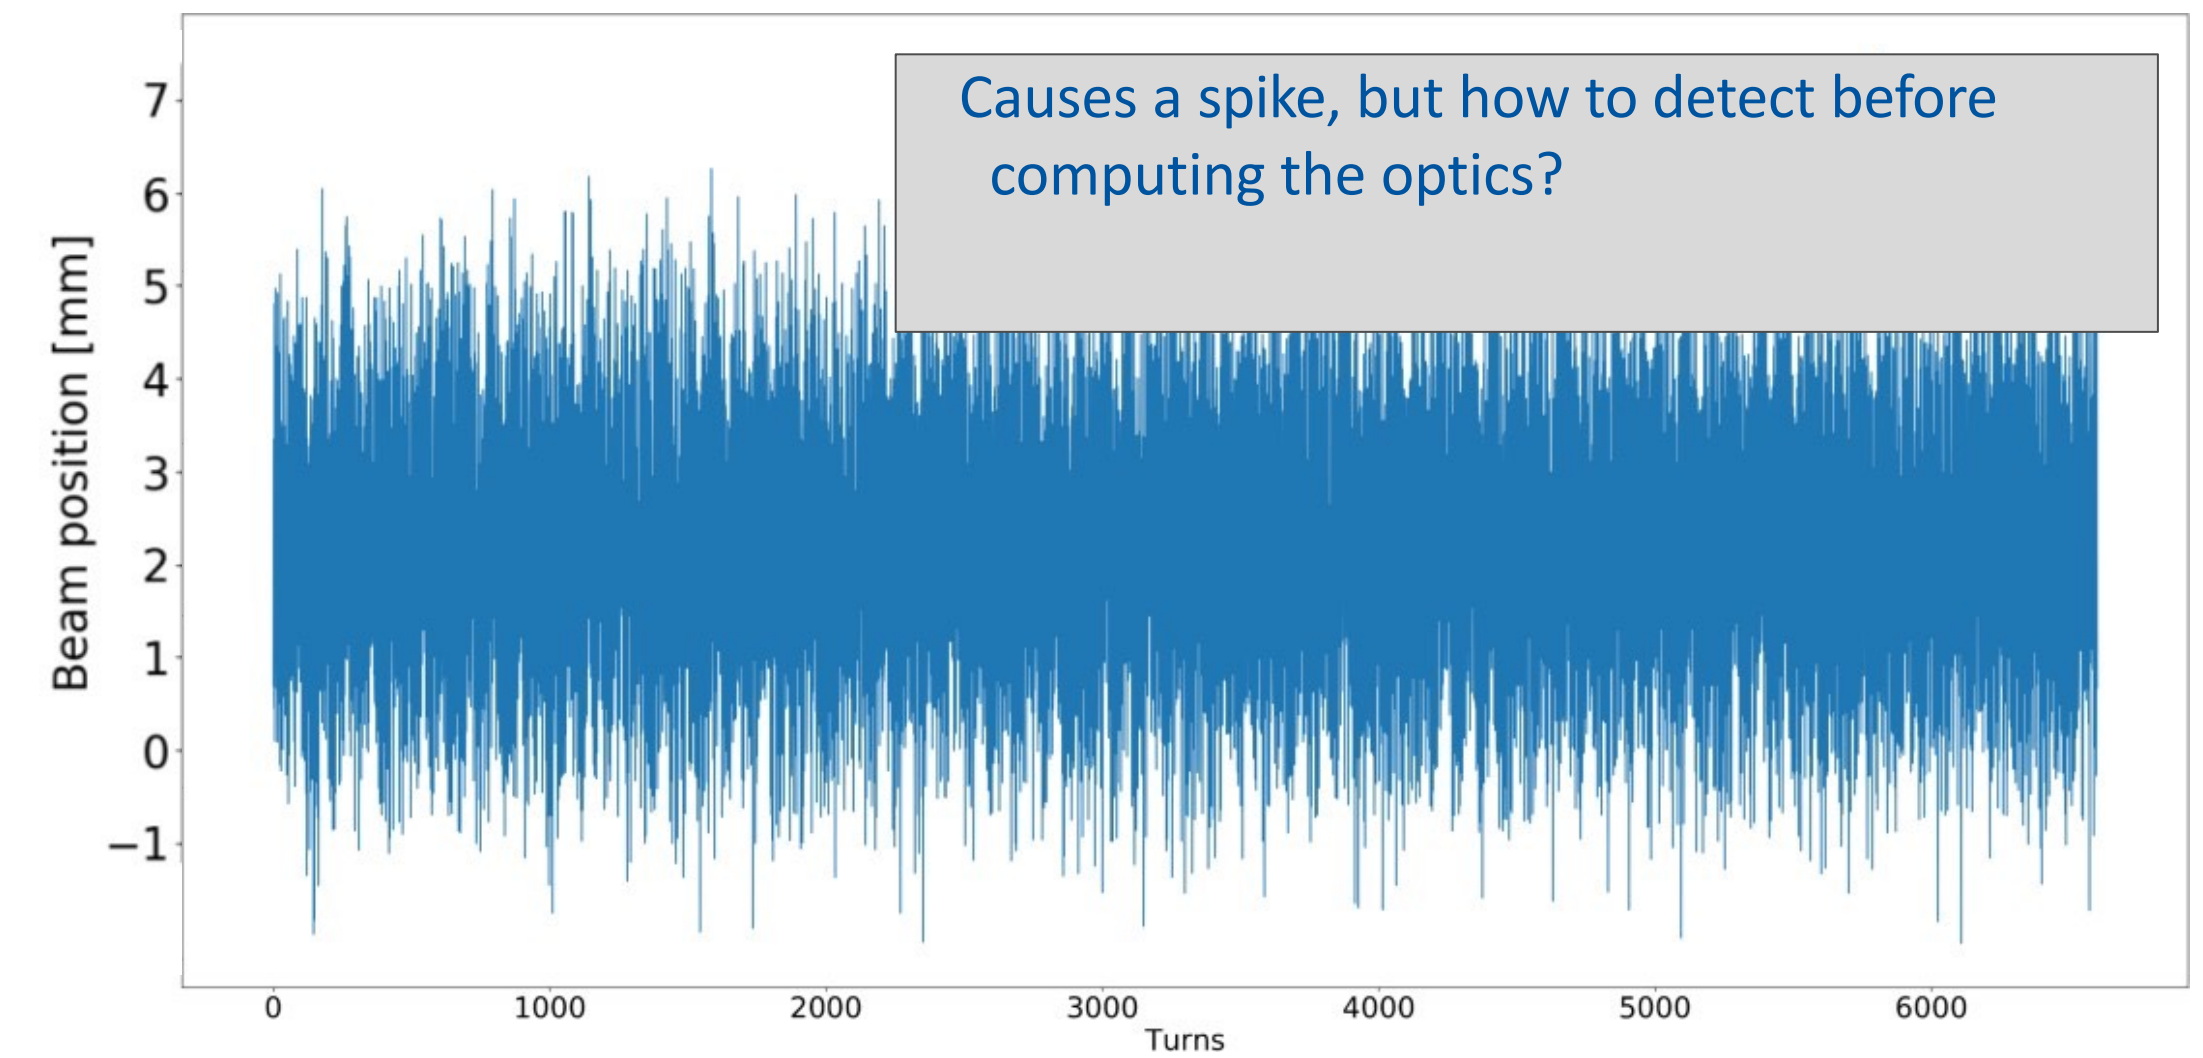 Causes a spike, but how to detect before
computing the optics?
Beam position [mm]
7
6
5
4
3
2
1
0
−1
0 1000 2000 3000 4000 5000 6000
Turns